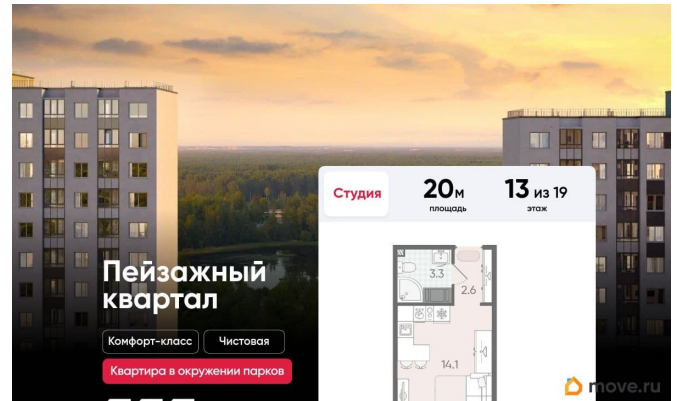 Студия
20м
площадь
13 из 19
этаж
Пейзажный
квартал
Комфорт-класс
Чистовая
Квартира в окружении парков
3.3
2.6
14.1
move.ru